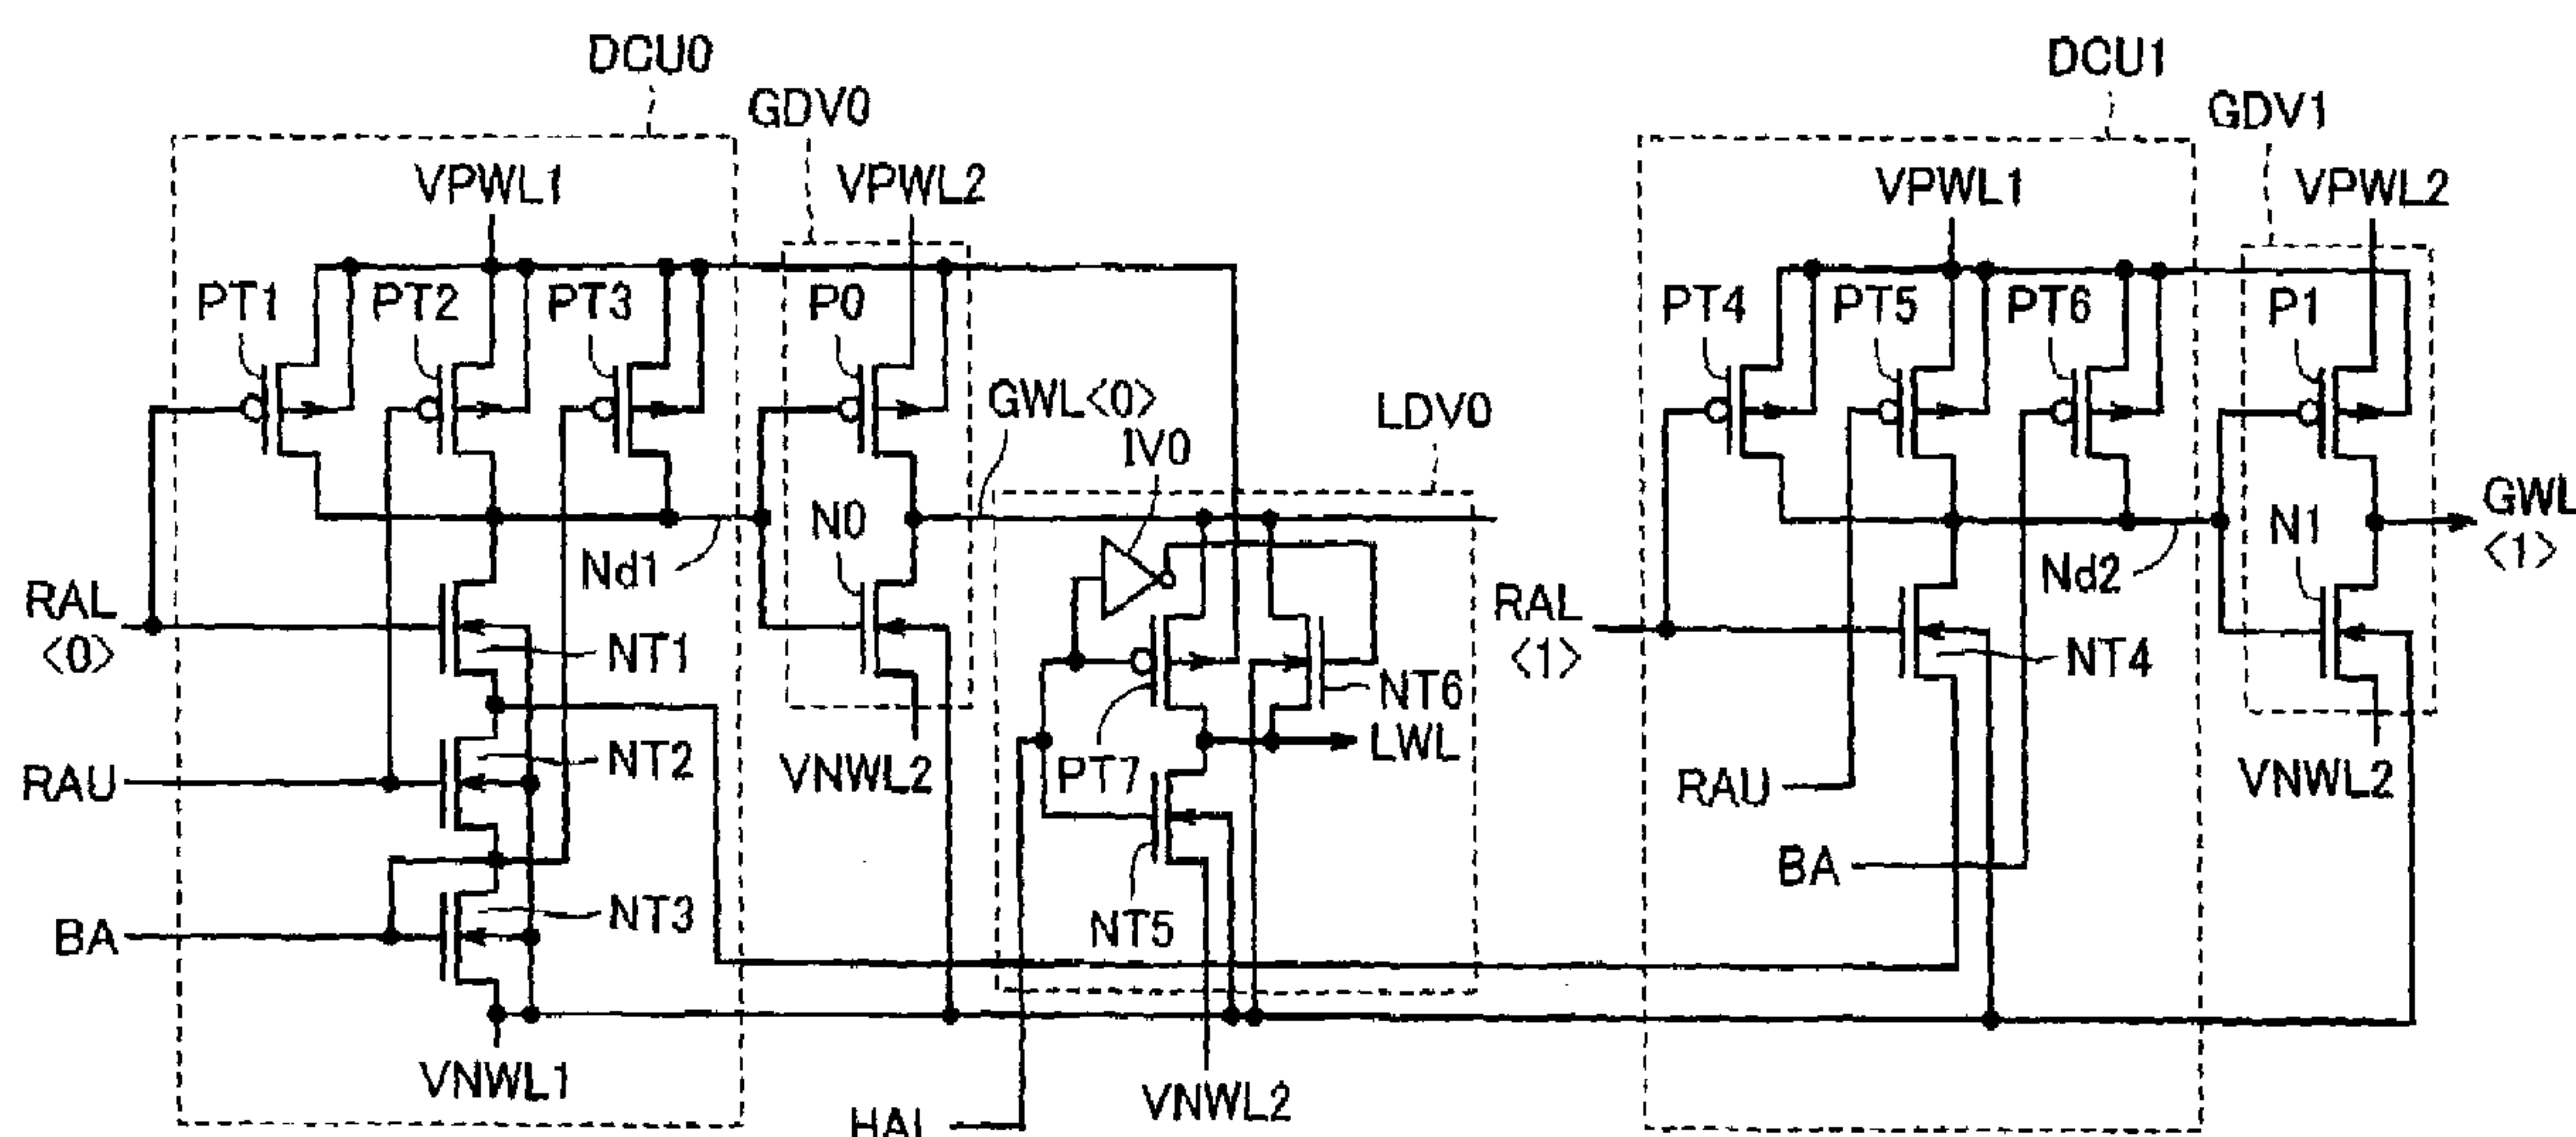 DCU0
DCU1
GDV0
GDV1
VPWL1
VPWL2
VPWL1
VPWL2
PT1
PT2
PT3
P0
PT4
PT5
PT6
P1
GWL<0>
LDV0
IV0
N0
N1
GWL
<1>
Nd1
Nd2
RAL
<0>
RAL
<1>
NT1
NT4
NT6
NT2
PT7
LWL
RAU
VNWL2
RAU
VNWL2
BA
NT3
NT5
BA
VNWL1
VNWL2